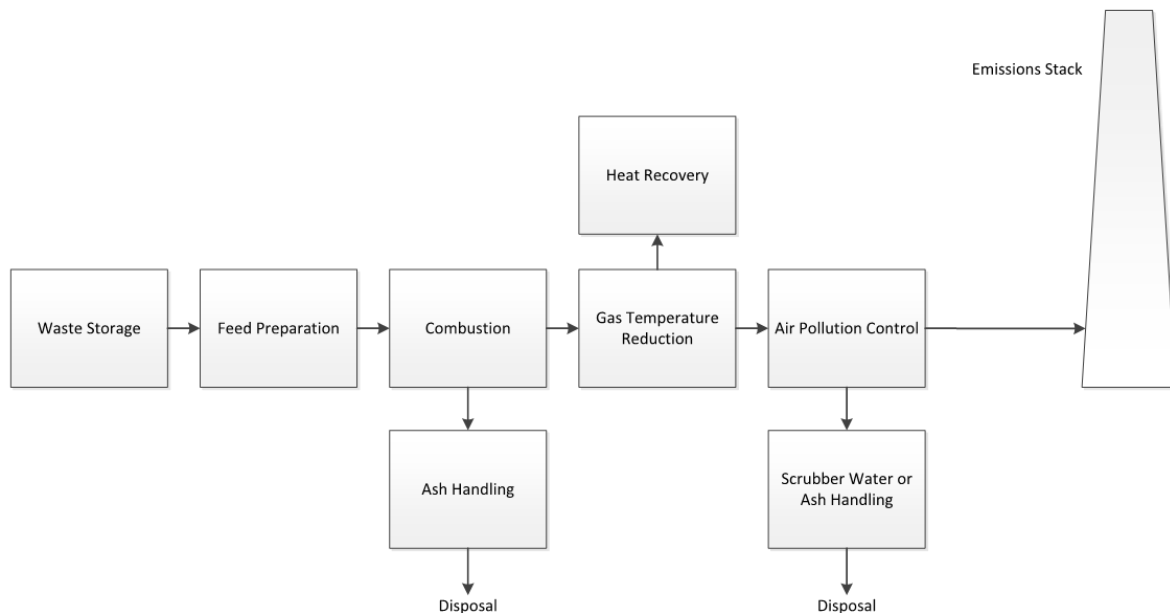 Emissions Stack
Heat Recovery
Waste Storage
Feed Preparation
Combustion
Gas Temperature
Reduction
Air Pollution Control
Ash Handling
Scrubber Water or
Ash Handling
Disposal
Disposal